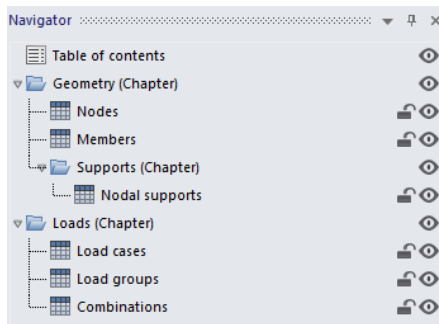 Navigator
Table of contents
Geometry (Chapter)
Nodes
Members
Supports (Chapter)
Nodal supports
Loads (Chapter)
Load cases
Load groups
Combinations